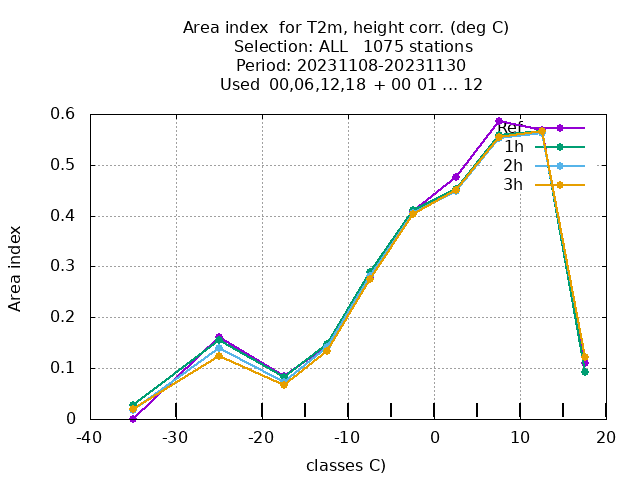 Area index  for T2m, height corr. (deg C)
Selection: ALL   1075 stations
Period: 20231108-20231130
Used 00,06,12,18 + 00 01 ... 12
0.6
0.5
0.4
0.3
0.2
0.1
0
Area index
Ref
1h
2h
3h
-40 -30 -20 -10 0 10 20
classes C)